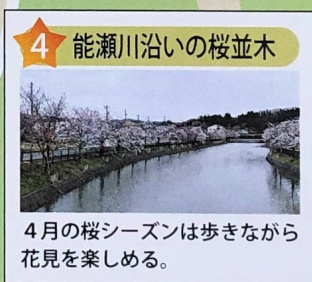 4 能瀬川沿いの桜並木
4月の桜シーズンは歩きながら
花見を楽しめる。